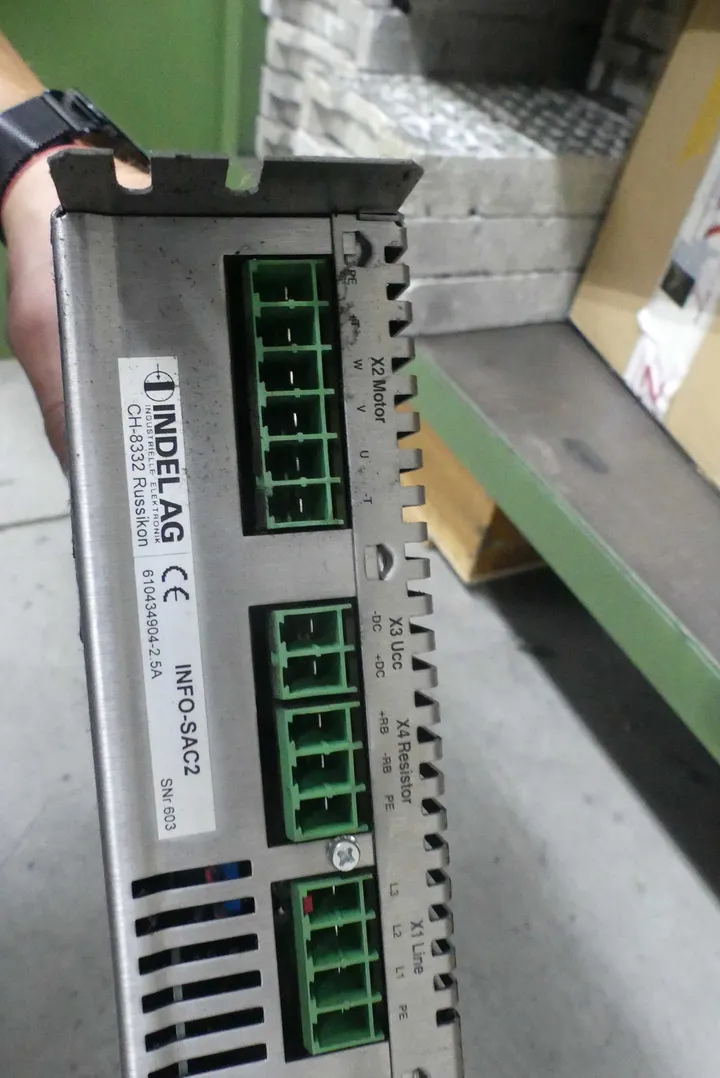 INDEL AG
INDUSTRIELLE ELEKTRONIK
CH-8332 Russikon
CE
610434904-2.5A
INFO-SAC2
SNr 603
X2 Motor
PE
W
V
U
-T
X3 Ucc
-DC
+DC
X4 Resistor
+RB
-RB
PE
X1 Line
L3
L2
L1
PE